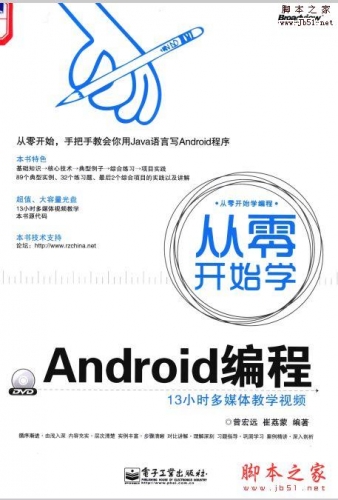 脚本之家
www.jb51.net
从零开始，手把手教会你用Java语言写Android程序
本书特色
基础知识→核心技术→典型例子→综合练习→项目实践
89个典型实例、32个练习题、最后2个综合项目的实践以及讲解
超值、大容量光盘
13小时多媒体视频教学
本书源代码
本书技术支持
论坛：http://www.rzchina.net
从零开始学编程
从零
开始学
Android编程
DVD
13小时多媒体教学视频
曾宏远 崔荔蒙 编著
循序渐进·由浅入深 内容充实·层次清楚 实例丰富·步骤清晰 对比讲解·理解深刻 习题指导·巩固学习 案例精讲·深入剖析
电子工业出版社
脚本之家
www.jb51.net